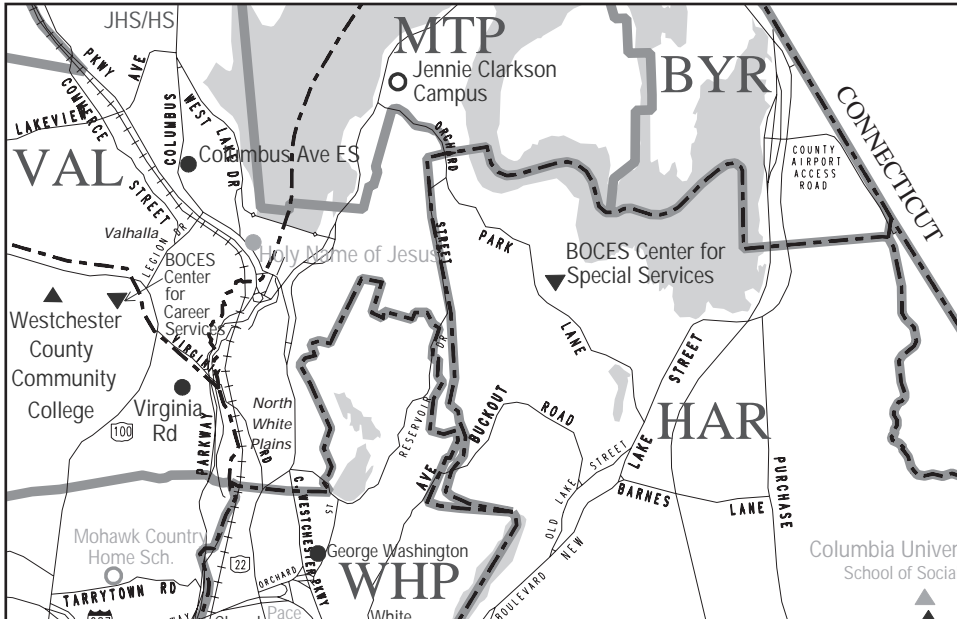 JHS/HS
MTP
Jennie Clarkson
Campus
BYR
CONNECTICUT
PKWY
AVE
COMMERCE
STREET
LAKEVIEW
COLUMBUS
WEST LAKE DR
Columbus Ave ES
VAL
ORCHARD
STREET
COUNTY
AIRPORT
ACCESS
ROAD
Valhalla
LEGION DR
Holy Name of Jesus
PARK
LANE
BOCES Center for
Special Services
BOCES
Center
for
Career
Services
Westchester
County
Community
College
Virginia
Rd
100
PARKWAY
North
White
Plains
RD
RESERVOIR
DR
BUCKOUT
ROAD
AVE
LAKE
STREET
HAR
OLD LAKE STREET
BARNES
LANE
PURCHASE
C. WESTCHESTER PKWY
ST
Mohawk Country
Home Sch.
TARRYTOWN RD
22
ORCHARD
George Washington
WHP
White
Pace
BOULEVARD
NEW
Columbia Univer
School of Socia